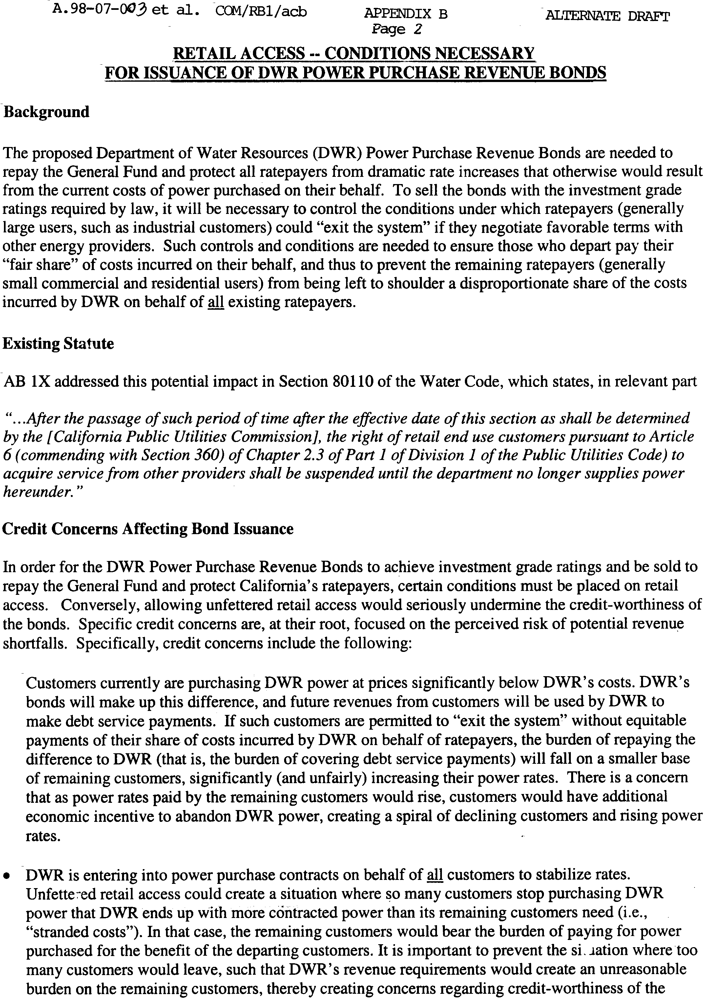 A.98-07-003 et al. COM/RB1/acb APPENDIX B ALTERNATE DRAFT
Page 2
RETAIL ACCESS -- CONDITIONS NECESSARY
FOR ISSUANCE OF DWR POWER PURCHASE REVENUE BONDS
Background
The proposed Department of Water Resources (DWR) Power Purchase Revenue Bonds are needed to
repay the General Fund and protect all ratepayers from dramatic rate increases that otherwise would result
from the current costs of power purchased on their behalf. To sell the bonds with the investment grade
ratings required by law, it will be necessary to control the conditions under which ratepayers (generally
large users, such as industrial customers) could “exit the system” if they negotiate favorable terms with
other energy providers. Such controls and conditions are needed to ensure those who depart pay their
“fair share” of costs incurred on their behalf, and thus to prevent the remaining ratepayers (generally
small commercial and residential users) from being left to shoulder a disproportionate share of the costs
incurred by DWR on behalf of all existing ratepayers.
Existing Statute
AB 1X addressed this potential impact in Section 80110 of the Water Code, which states, in relevant part
“…After the passage of such period of time after the effective date of this section as shall be determined
by the [California Public Utilities Commission], the right of retail end use customers pursuant to Article
6 (commending with Section 360) of Chapter 2.3 of Part 1 of Division 1 of the Public Utilities Code) to
acquire service from other providers shall be suspended until the department no longer supplies power
hereunder.”
Credit Concerns Affecting Bond Issuance
In order for the DWR Power Purchase Revenue Bonds to achieve investment grade ratings and be sold to
repay the General Fund and protect California's ratepayers, certain conditions must be placed on retail
access. Conversely, allowing unfettered retail access would seriously undermine the credit-worthiness of
the bonds. Specific credit concerns are, at their root, focused on the perceived risk of potential revenue
shortfalls. Specifically, credit concerns include the following:
Customers currently are purchasing DWR power at prices significantly below DWR's costs. DWR's
bonds will make up this difference, and future revenues from customers will be used by DWR to
make debt service payments. If such customers are permitted to “exit the system” without equitable
payments of their share of costs incurred by DWR on behalf of ratepayers, the burden of repaying the
difference to DWR (that is, the burden of covering debt service payments) will fall on a smaller base
of remaining customers, significantly (and unfairly) increasing their power rates. There is a concern
that as power rates paid by the remaining customers would rise, customers would have additional
economic incentive to abandon DWR power, creating a spiral of declining customers and rising power
rates.
• DWR is entering into power purchase contracts on behalf of all customers to stabilize rates.
Unfettered retail access could create a situation where so many customers stop purchasing DWR
power that DWR ends up with more contracted power than its remaining customers need (i.e.,
“stranded costs”). In that case, the remaining customers would bear the burden of paying for power
purchased for the benefit of the departing customers. It is important to prevent the situation where too
many customers would leave, such that DWR's revenue requirements would create an unreasonable
burden on the remaining customers, thereby creating concerns regarding credit-worthiness of the